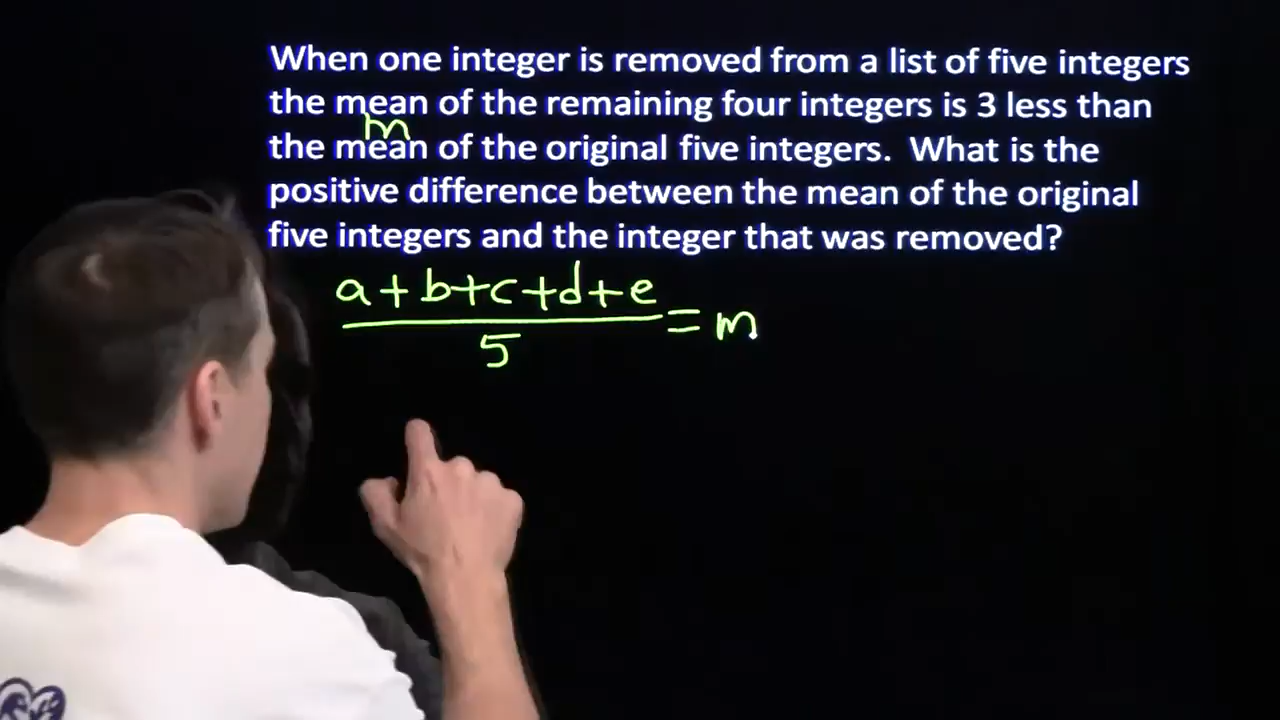 When one integer is removed from a list of five integers
the mean of the remaining four integers is 3 less than
m
the mean of the original five integers.  What is the
positive difference between the mean of the original
five integers and the integer that was removed?
a+b+c+d+e
= m
5